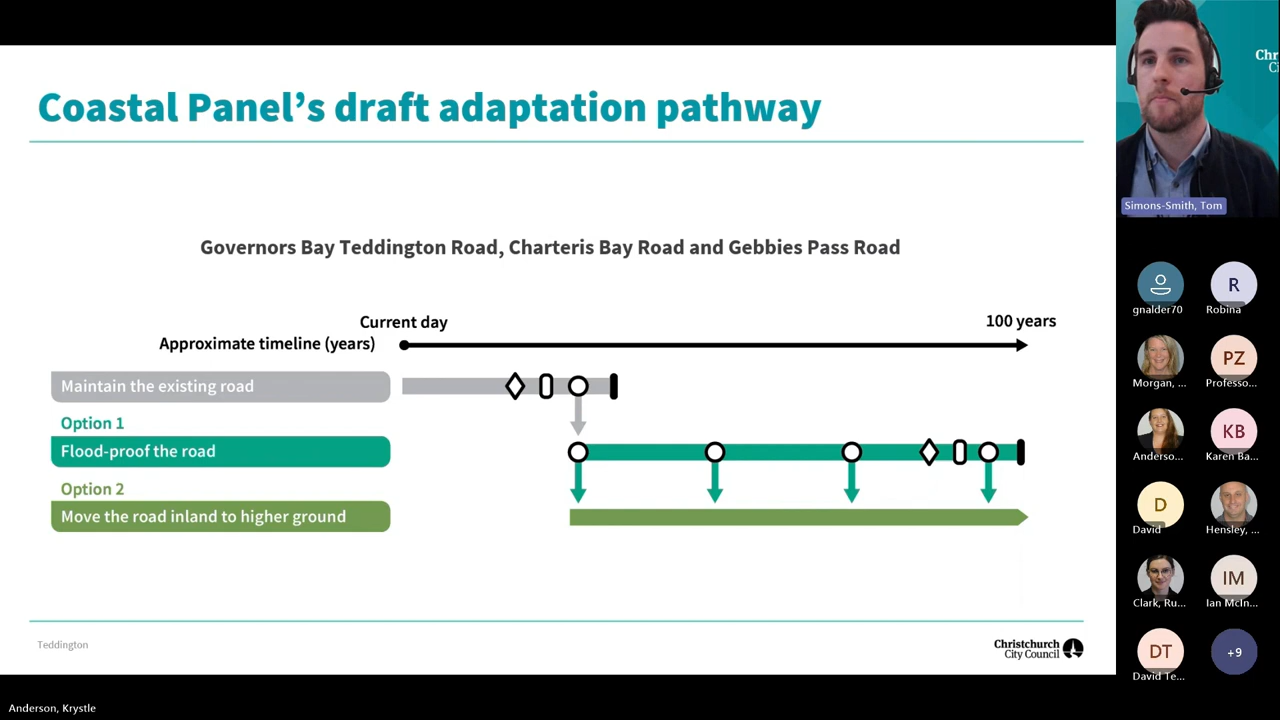 Coastal Panel's draft adaptation pathway
Governors Bay Teddington Road, Charteris Bay Road and Gebbies Pass Road
Current day
100 years
Approximate timeline (years)
Maintain the existing road
Option 1
Flood-proof the road
Option 2
Move the road inland to higher ground
Teddington
Christchurch
City Council
Chr
Ci
Simons-Smith, Tom
gnalder70
R
Robina
Morgan, ...
PZ
Professo...
Anderso...
KB
Karen Ba...
D
David
Hensley, ...
Clark, Ru...
IM
Ian McIn...
DT
David Te...
+9
Anderson, Krystle